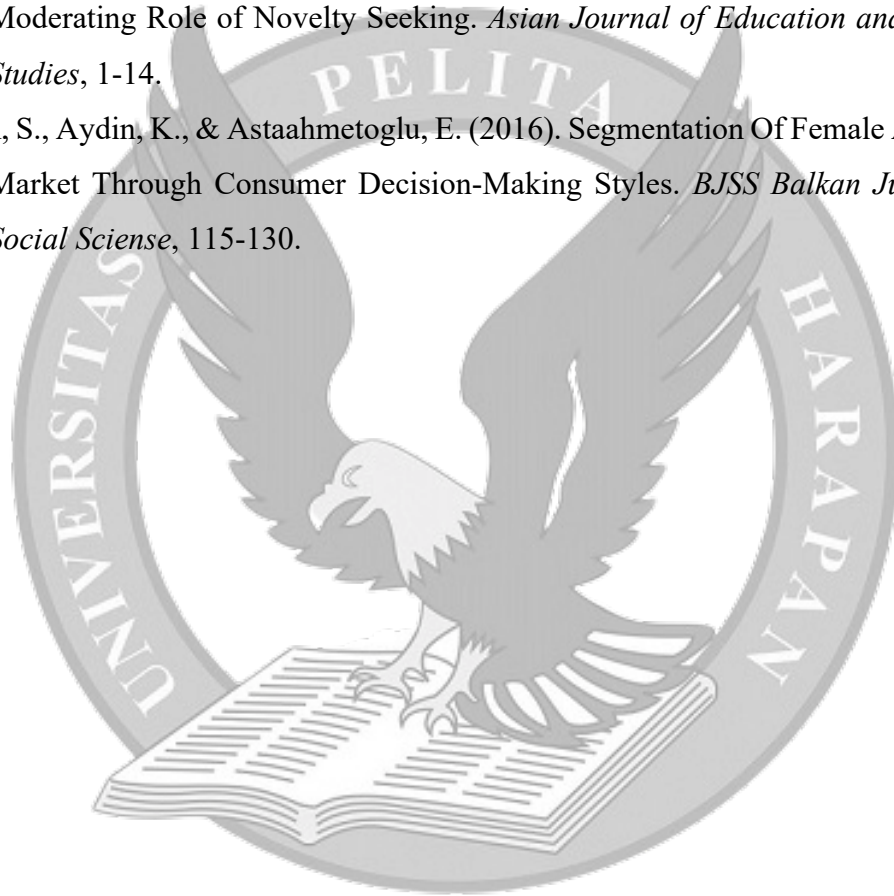 Moderating Role of Novelty Seeking. Asian Journal of Education and
Studies, 1-14.
, S., Aydin, K., & Astaahmetoglu, E. (2016). Segmentation Of Female
Market Through Consumer Decision-Making Styles. BJSS Balkan
Social Sciense, 115-130.
UNIVERSITAS PELITA HARAPAN